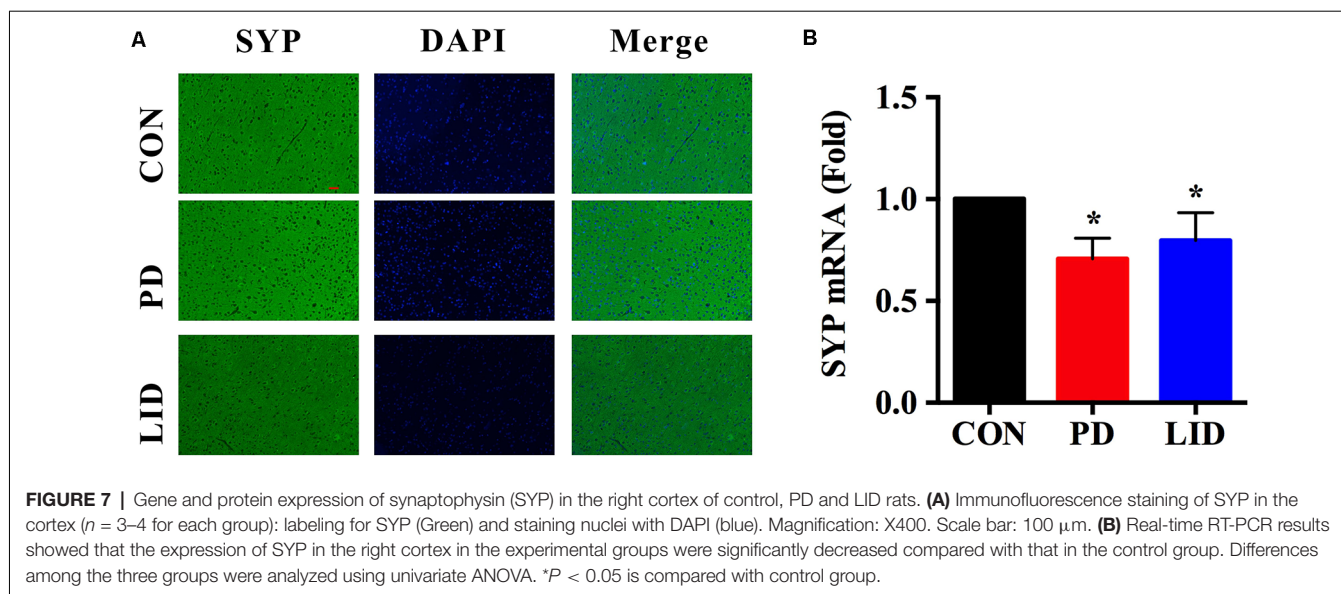 A
SYP DAPI Merge
CON
PD
LID
B
SYP mRNA (Fold)
1.5
1.0
0.5
0.0
* *
CON PD LID
FIGURE 7 | Gene and protein expression of synaptophysin (SYP) in the right cortex of control, PD and LID rats. (A) Immunofluorescence staining of SYP in the
cortex (n = 3–4 for each group): labeling for SYP (Green) and staining nuclei with DAPI (blue). Magnification: X400. Scale bar: 100 μm. (B) Real-time RT-PCR results
showed that the expression of SYP in the right cortex in the experimental groups were significantly decreased compared with that in the control group. Differences
among the three groups were analyzed using univariate ANOVA. *P < 0.05 is compared with control group.